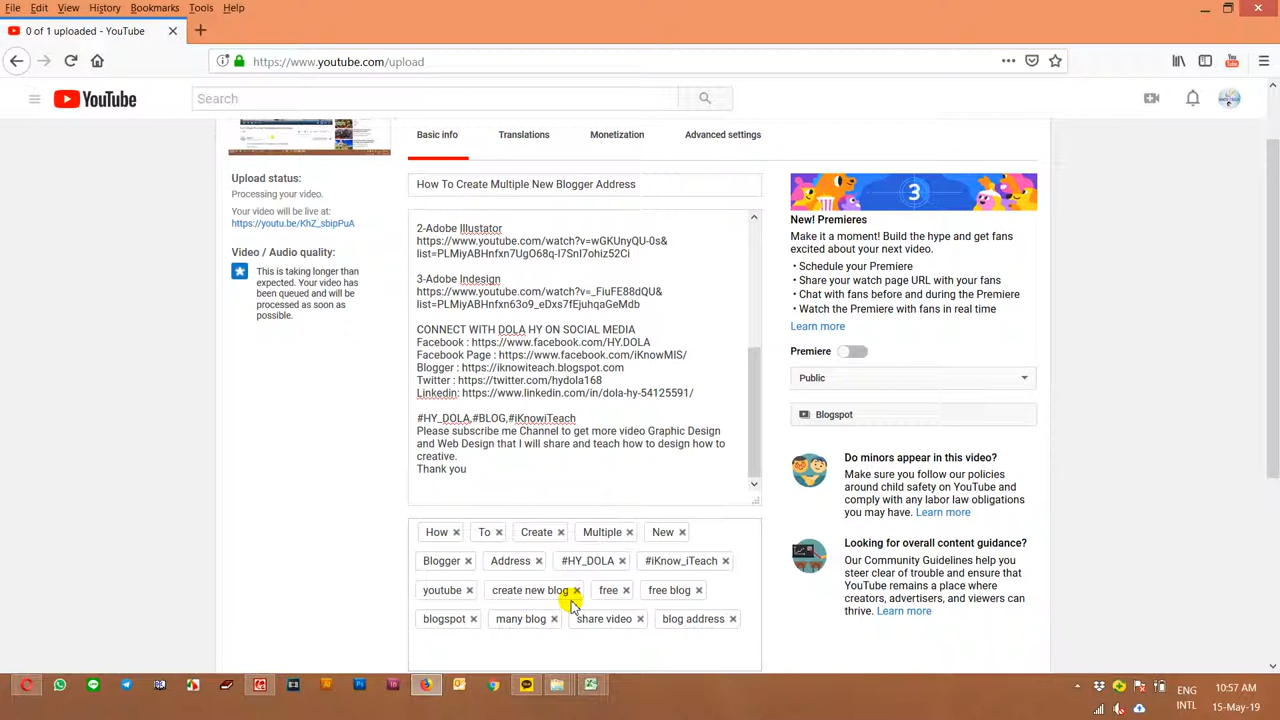 File Edit View History Bookmarks Tools Help
0 of 1 uploaded - YouTube
https://www.youtube.com/upload
YouTube
Search
Basic info Translations Monetization Advanced settings
Upload status:
Processing your video.
Your video will be live at:
https://youtu.be/KhZ_sbipPuA
Video / Audio quality:
This is taking longer than
expected. Your video has
been queued and will be
processed as soon as
possible.
How To Create Multiple New Blogger Address
2-Adobe Illustator
https://www.youtube.com/watch?v=wGKUnyQU-0s&
list=PLMiyABHnfxn7UgO68q-I7SnI7ohiz52Ci
3-Adobe Indesign
https://www.youtube.com/watch?v=_FiuFE88dQU&
list=PLMiyABHnfxn63o9_eDxs7fEjuhqaGeMdb
CONNECT WITH DOLA HY ON SOCIAL MEDIA
Facebook : https://www.facebook.com/HY.DOLA
Facebook Page : https://www.facebook.com/iKnowMIS/
Blogger : https://iknowiteach.blogspot.com
Twitter : https://twitter.com/hydola168
Linkedin: https://www.linkedin.com/in/dola-hy-54125591/
#HY_DOLA,#BLOG,#iKnowiTeach
Please subscribe me Channel to get more video Graphic Design
and Web Design that I will share and teach how to design how to
creative.
Thank you
How To Create Multiple New
Blogger Address #HY_DOLA #iKnow_iTeach
youtube create new blog free free blog
blogspot many blog share video blog address
3
New! Premieres
Make it a moment! Build the hype and get fans
excited about your next video.
• Schedule your Premiere
• Share your watch page URL with your fans
• Chat with fans before and during the Premiere
• Watch the Premiere with fans in real time
Learn more
Premiere
Public
Blogspot
Do minors appear in this video?
Make sure you follow our policies
around child safety on YouTube and
comply with any labor law obligations
you may have. Learn more
Looking for overall content guidance?
Our Community Guidelines help you
steer clear of trouble and ensure that
YouTube remains a place where
creators, advertisers, and viewers can
thrive. Learn more
ENG
INTL
10:57 AM
15-May-19